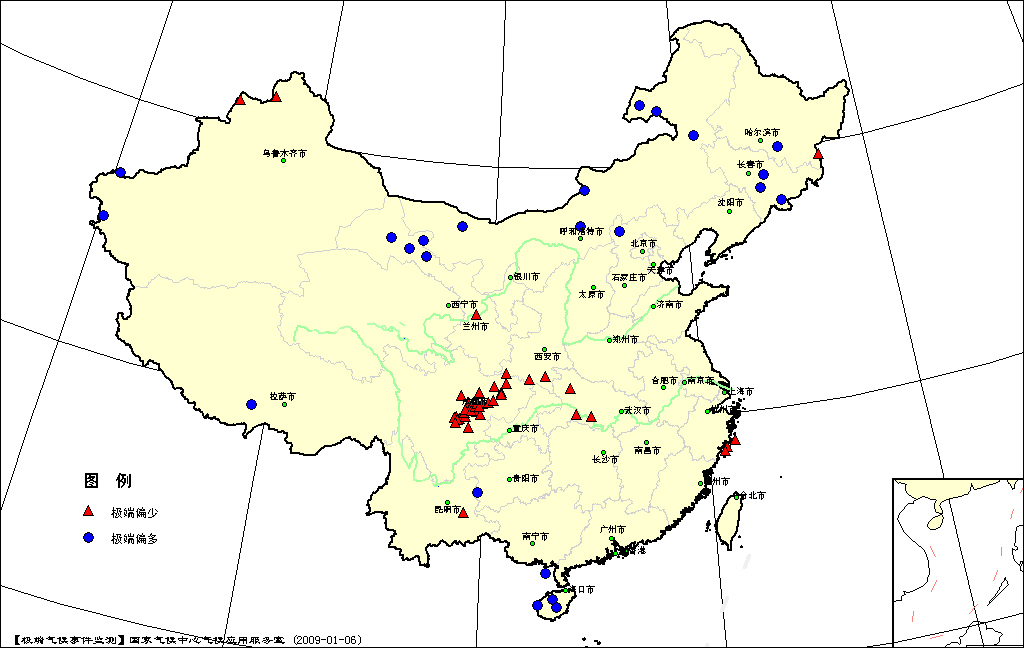 哈尔滨市
长春市
乌鲁木齐市
沈阳市
呼和浩特市
北京市
天津市
银川市
石家庄市
太原市
西宁市
济南市
兰州市
郑州市
西安市
合肥市
南京市
上海市
拉萨市
武汉市
杭州市
重庆市
南昌市
长沙市
贵阳市
图 例
台北市
昆明市
极端偏少
广州市
南宁市
极端偏多
海口市
【极端气候事件监测】国家气候中心气候应用服务室 (2009-01-06)